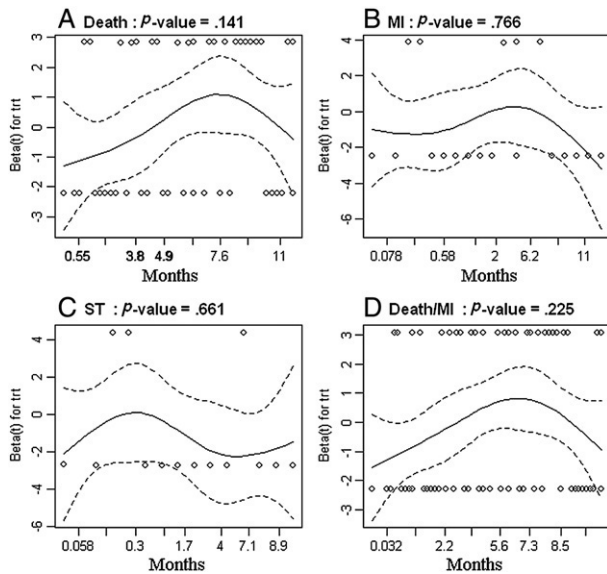 A Death : P-value = .141
Beta(t) for trt
3
2
1
0
-1
-2
-3
0.55 3.8 4.9 7.6 11
Months
B MI : P-value = .766
Beta(t) for trt
4
2
0
-2
-4
-6
0.078 0.58 2 6.2 11
Months
C ST : P-value = .661
Beta(t) for trt
4
2
0
-2
-4
-6
0.058 0.3 1.7 4 7.1 8.9
Months
D Death/MI : P-value = .225
Beta(t) for trt
3
2
1
0
-1
-2
-3
0.032 2.2 5.6 7.3 8.5
Months